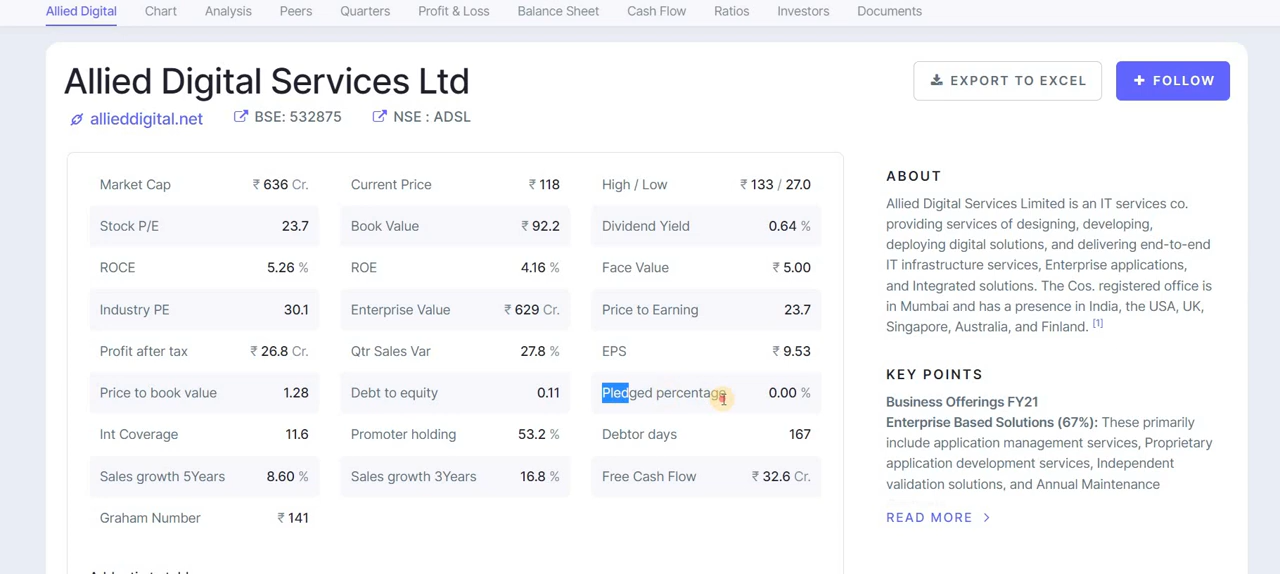 Allied Digital Chart Analysis Peers Quarters Profit & Loss Balance Sheet Cash Flow Ratios Investors Documents
Allied Digital Services Ltd
EXPORT TO EXCEL
+ FOLLOW
allieddigital.net BSE: 532875 NSE : ADSL
Market Cap ₹ 636 Cr. Current Price ₹ 118 High / Low ₹ 133 / 27.0
Stock P/E 23.7 Book Value ₹ 92.2 Dividend Yield 0.64 %
ROCE 5.26 % ROE 4.16 % Face Value ₹ 5.00
Industry PE 30.1 Enterprise Value ₹ 629 Cr. Price to Earning 23.7
Profit after tax ₹ 26.8 Cr. Qtr Sales Var 27.8 % EPS ₹ 9.53
Price to book value 1.28 Debt to equity 0.11 Pledged percentage 0.00 %
Int Coverage 11.6 Promoter holding 53.2 % Debtor days 167
Sales growth 5Years 8.60 % Sales growth 3Years 16.8 % Free Cash Flow ₹ 32.6 Cr.
Graham Number ₹ 141
ABOUT
Allied Digital Services Limited is an IT services co.
providing services of designing, developing,
deploying digital solutions, and delivering end-to-end
IT infrastructure services, Enterprise applications,
and Integrated solutions. The Cos. registered office is
in Mumbai and has a presence in India, the USA, UK,
Singapore, Australia, and Finland. [1]
KEY POINTS
Business Offerings FY21
Enterprise Based Solutions (67%): These primarily
include application management services, Proprietary
application development services, Independent
validation solutions, and Annual Maintenance
READ MORE >